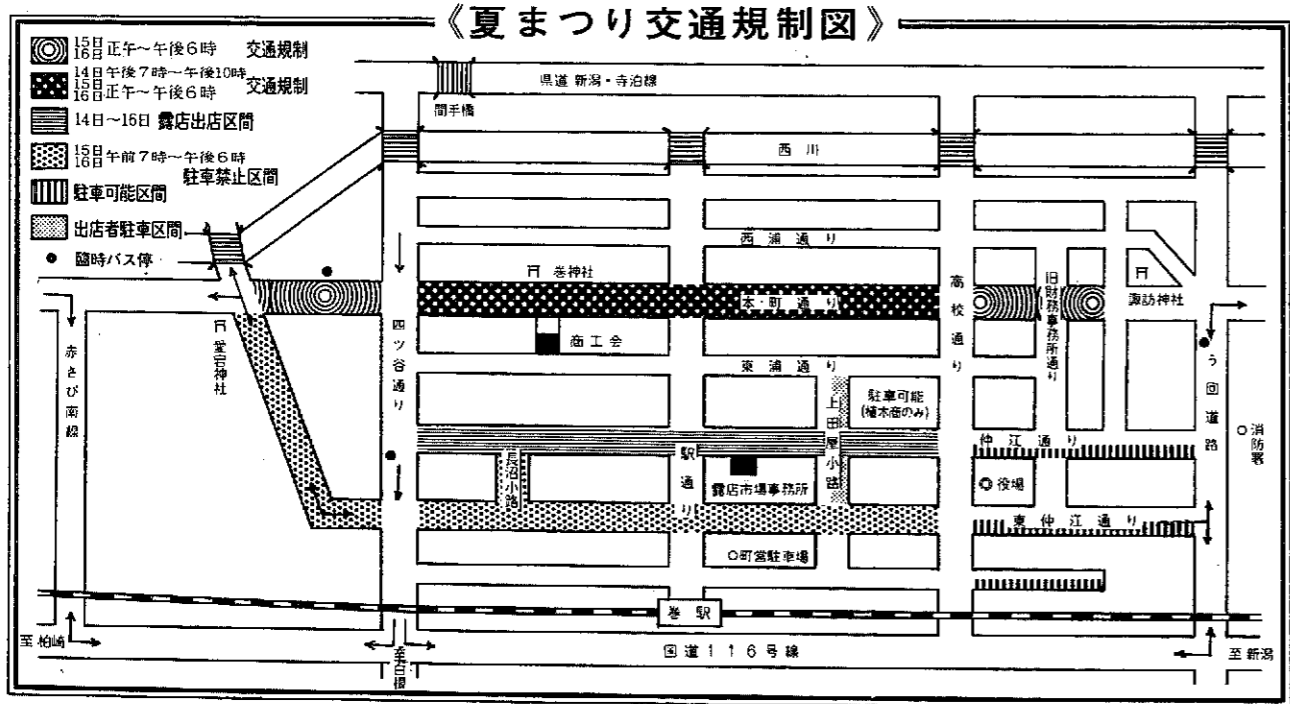 《夏まつり交通規制図》
15日
16日 正午〜午後6時 交通規制
14日午後7時〜午後10時
15日
16日 正午〜午後6時 交通規制
14日〜16日 露店出店区間
15日
16日 午前7時〜午後6時
駐車禁止区間
駐車可能区間
出店者駐車区間
● 臨時バス停
県道 新潟・寺泊線
間手橋
西川
西浦通り
巻神社
本・町通り
高校通り
旧財務事務所通り
諏訪神社
愛宕神社
赤さび南線
四ツ谷通り
商工会
東浦通り
駐車可能
(植木商のみ)
上田屋小路
う回道路
消防署
仲江通り
長沼小路
駅通り
露店市場事務所
役場
東仲江通り
町営駐車場
巻駅
至柏崎
至白根
国道116号線
至新潟